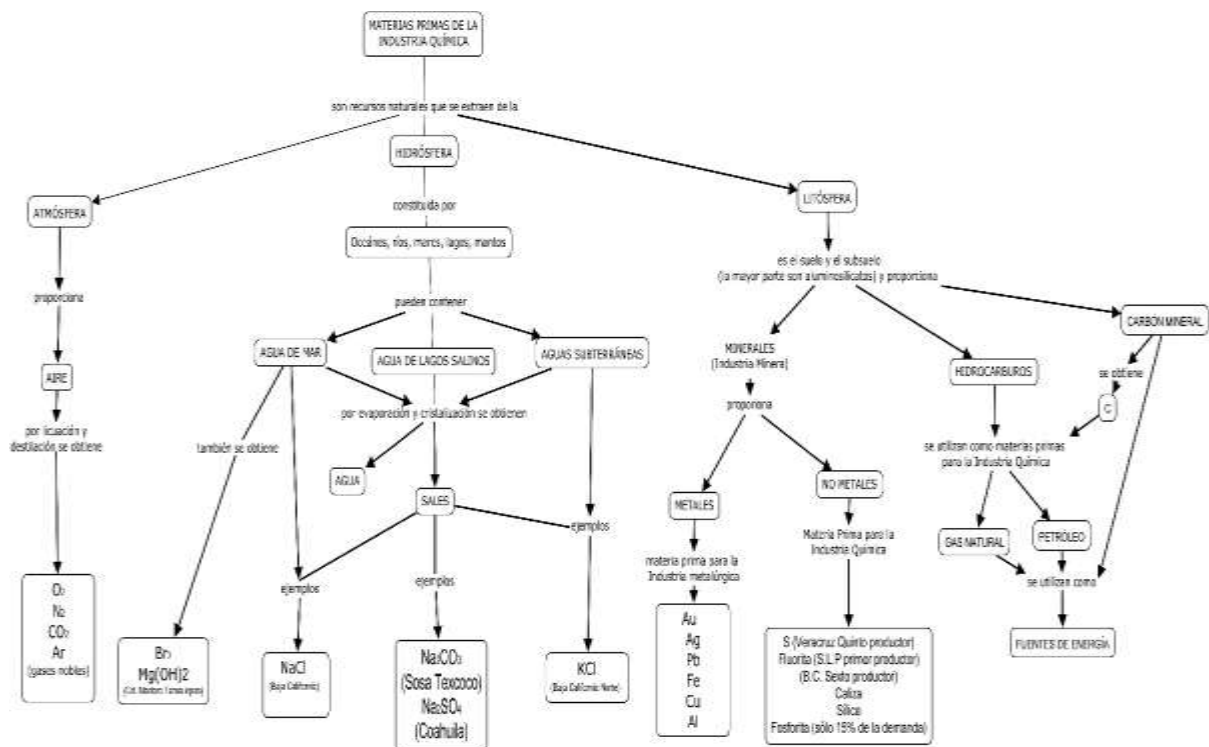 MATERIAS PRIMAS DE LA
INDUSTRIA QUÍMICA
son recursos naturales que se extraen de la
HIDRÓSFERA
ATMÓSFERA
LITÓSFERA
constituida por
Océanos, ríos, mares, lagos, mantos
es el suelo y el subsuelo
(la mayor parte son aluminosilicatos) y proporciona
proporciona
pueden contener
AGUA DE MAR
AGUA DE LAGOS SALINOS
AGUAS SUBTERRÁNEAS
MINERALES
(Industria Minera)
HIDROCARBUROS
CARBÓN MINERAL
AIRE
se obtiene
C
proporciona
por licuación y
destilación se obtiene
también se obtiene
por evaporación y cristalización se obtienen
se utilizan como materias primas
para la Industria Química
AGUA
SALES
METALES
NO METALES
ejemplos
ejemplos
ejemplos
materia prima para la
Industria metalúrgica
Materia Prima para la
Industria Química
GAS NATURAL
PETRÓLEO
se utilizan como
FUENTES DE ENERGÍA
O₂
N₂
CO₂
Ar
(gases nobles)
Mg(OH)2
NaCl
(Baja California)
Na₂CO₃
(Sosa Texcoco)
Na₂SO₄
(Coahuila)
KCl
(Baja California Norte)
Au
Ag
Pb
Fe
Cu
Al
S (Veracruz Quinto productor)
Fluorita (S.L.P primer productor)
(B.C. Sexto productor)
Caliza
Sílice
Fosforita (sólo 15% de la demanda)